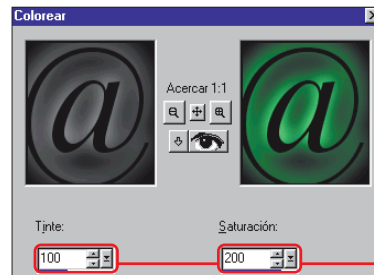 Colorear
@ @
Acercar 1:1
Tinte: Saturación:
100 200